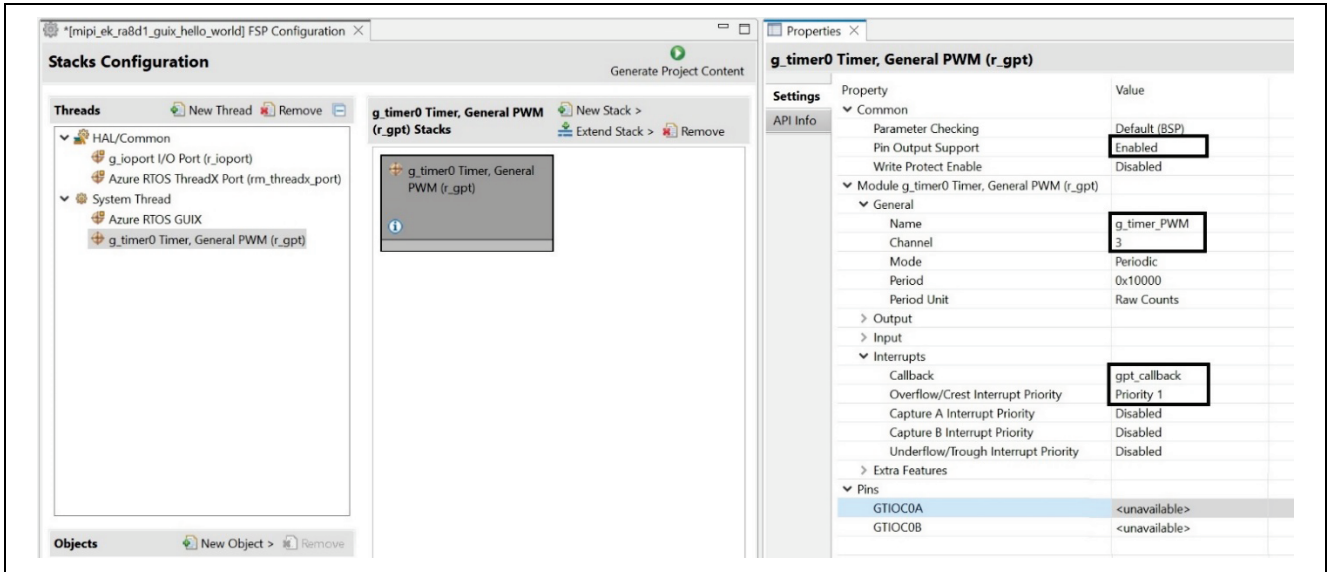 *[mipi_ek_ra8d1_guix_hello_world] FSP Configuration
Stacks Configuration
Generate Project Content
Threads
New Thread
Remove
HAL/Common
g_ioport I/O Port (r_ioport)
Azure RTOS ThreadX Port (rm_threadx_port)
System Thread
Azure RTOS GUIX
g_timer0 Timer, General PWM (r_gpt)
Objects
New Object >
Remove
g_timer0 Timer, General PWM
(r_gpt) Stacks
New Stack >
Extend Stack >
Remove
g_timer0 Timer, General
PWM (r_gpt)
Properties
g_timer0 Timer, General PWM (r_gpt)
Settings
API Info
Property Value
Common
Parameter Checking Default (BSP)
Pin Output Support Enabled
Write Protect Enable Disabled
Module g_timer0 Timer, General PWM (r_gpt)
General
Name g_timer_PWM
Channel 3
Mode Periodic
Period 0x10000
Period Unit Raw Counts
> Output
> Input
Interrupts
Callback gpt_callback
Overflow/Crest Interrupt Priority Priority 1
Capture A Interrupt Priority Disabled
Capture B Interrupt Priority Disabled
Underflow/Trough Interrupt Priority Disabled
> Extra Features
Pins
GTIOC0A <unavailable>
GTIOC0B <unavailable>